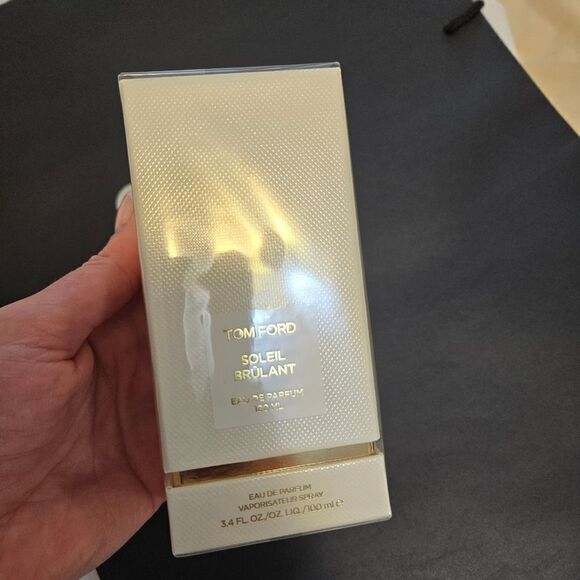 TOM FORD
SOLEIL
BRÛLANT
EAU DE PARFUM
100 ML
EAU DE PARFUM
VAPORISATEUR SPRAY
3.4 FL. OZ./OZ. LIQ./100 ml e